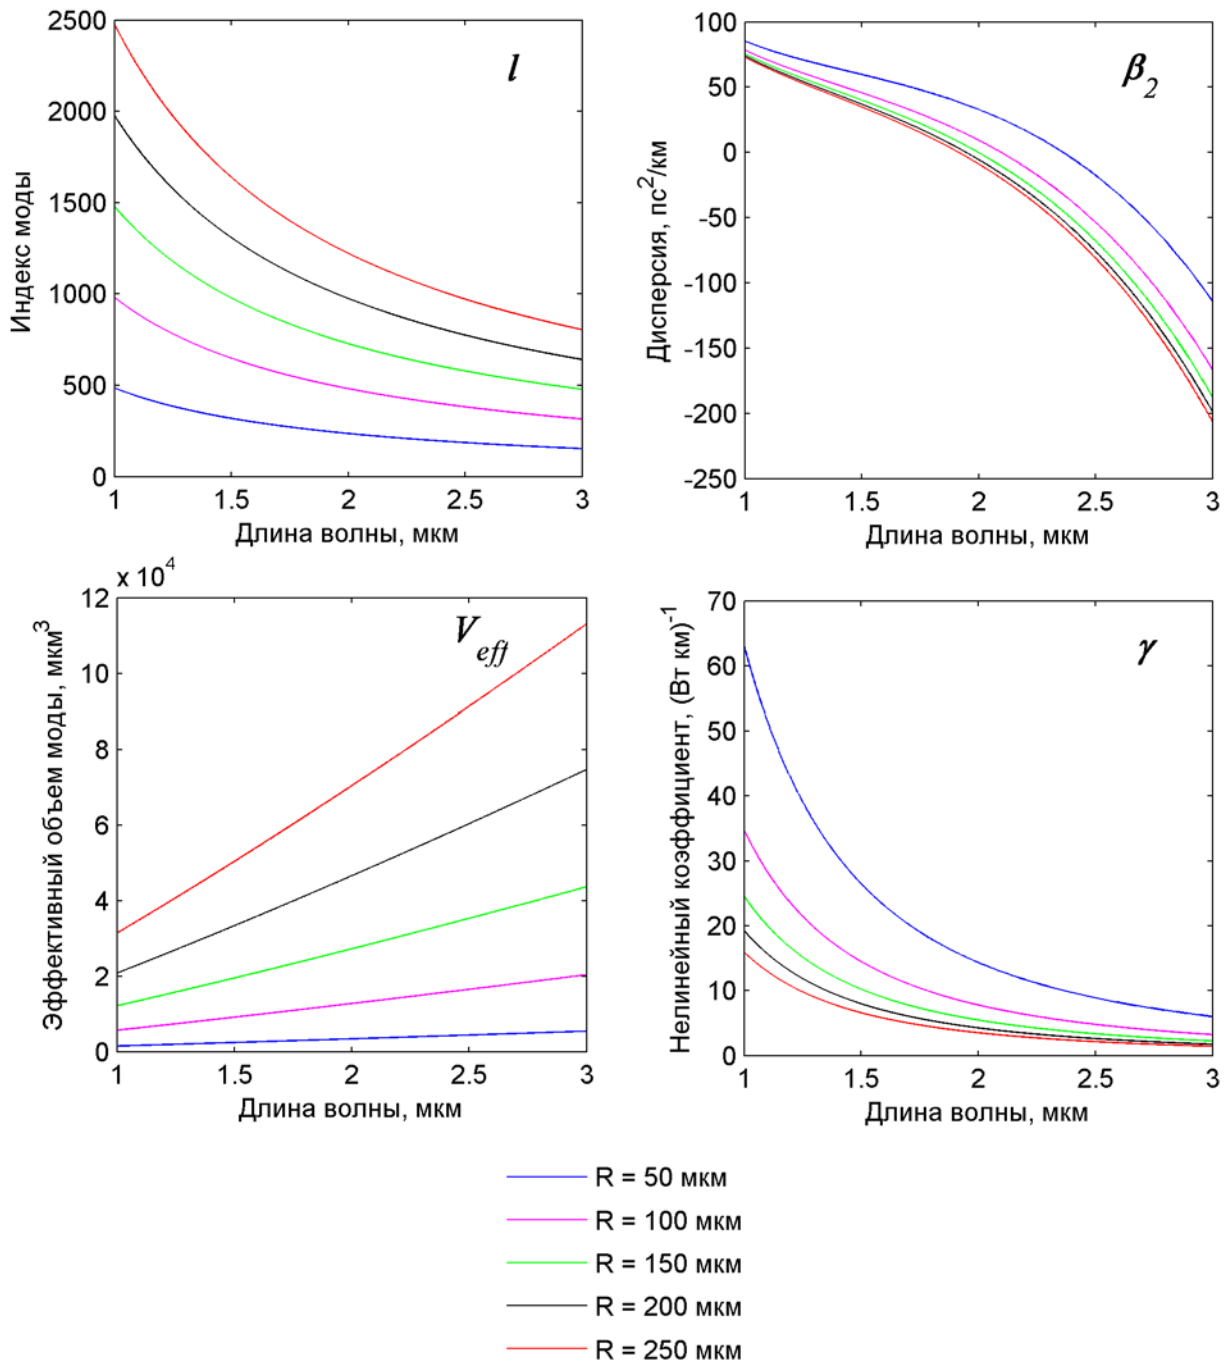 2500
2000
1500
1000
500
0
1 1.5 2 2.5 3
Индекс моды
Длина волны, мкм
l
100
50
0
-50
-100
-150
-200
-250
1 1.5 2 2.5 3
Дисперсия, пс²/км
Длина волны, мкм
β₂
x 10⁴
12
10
8
6
4
2
0
1 1.5 2 2.5 3
Эффективный объем моды, мкм³
Длина волны, мкм
V_eff
70
60
50
40
30
20
10
0
1 1.5 2 2.5 3
Нелинейный коэффициент, (Вт км)⁻¹
Длина волны, мкм
γ
R = 50 мкм
R = 100 мкм
R = 150 мкм
R = 200 мкм
R = 250 мкм